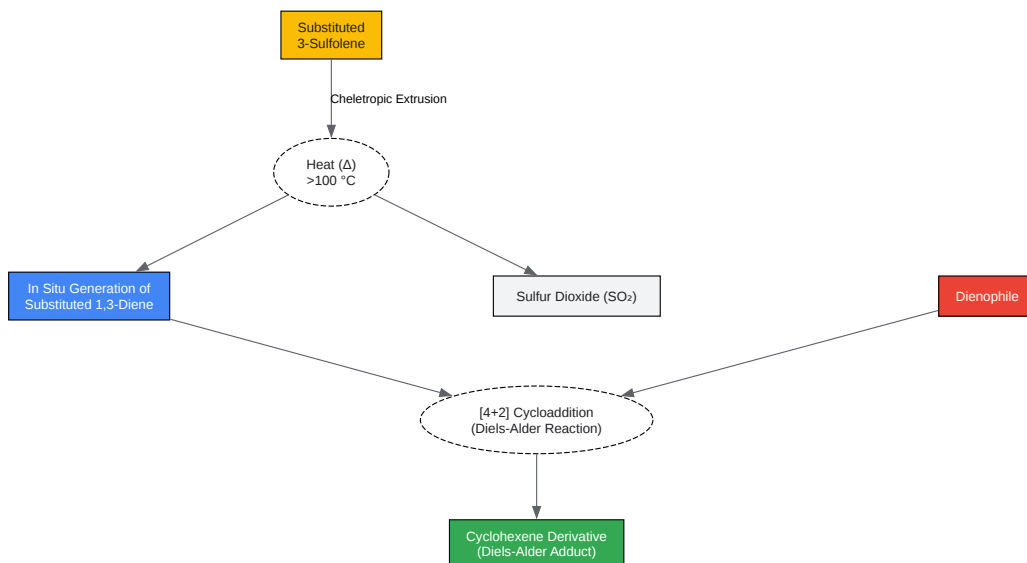 Substituted
3-Sulfolene
Cheletropic Extrusion
Heat (Δ)
>100 °C
In Situ Generation of
Substituted 1,3-Diene
Sulfur Dioxide (SO₂)
Dienophile
[4+2] Cycloaddition
(Diels-Alder Reaction)
Cyclohexene Derivative
(Diels-Alder Adduct)